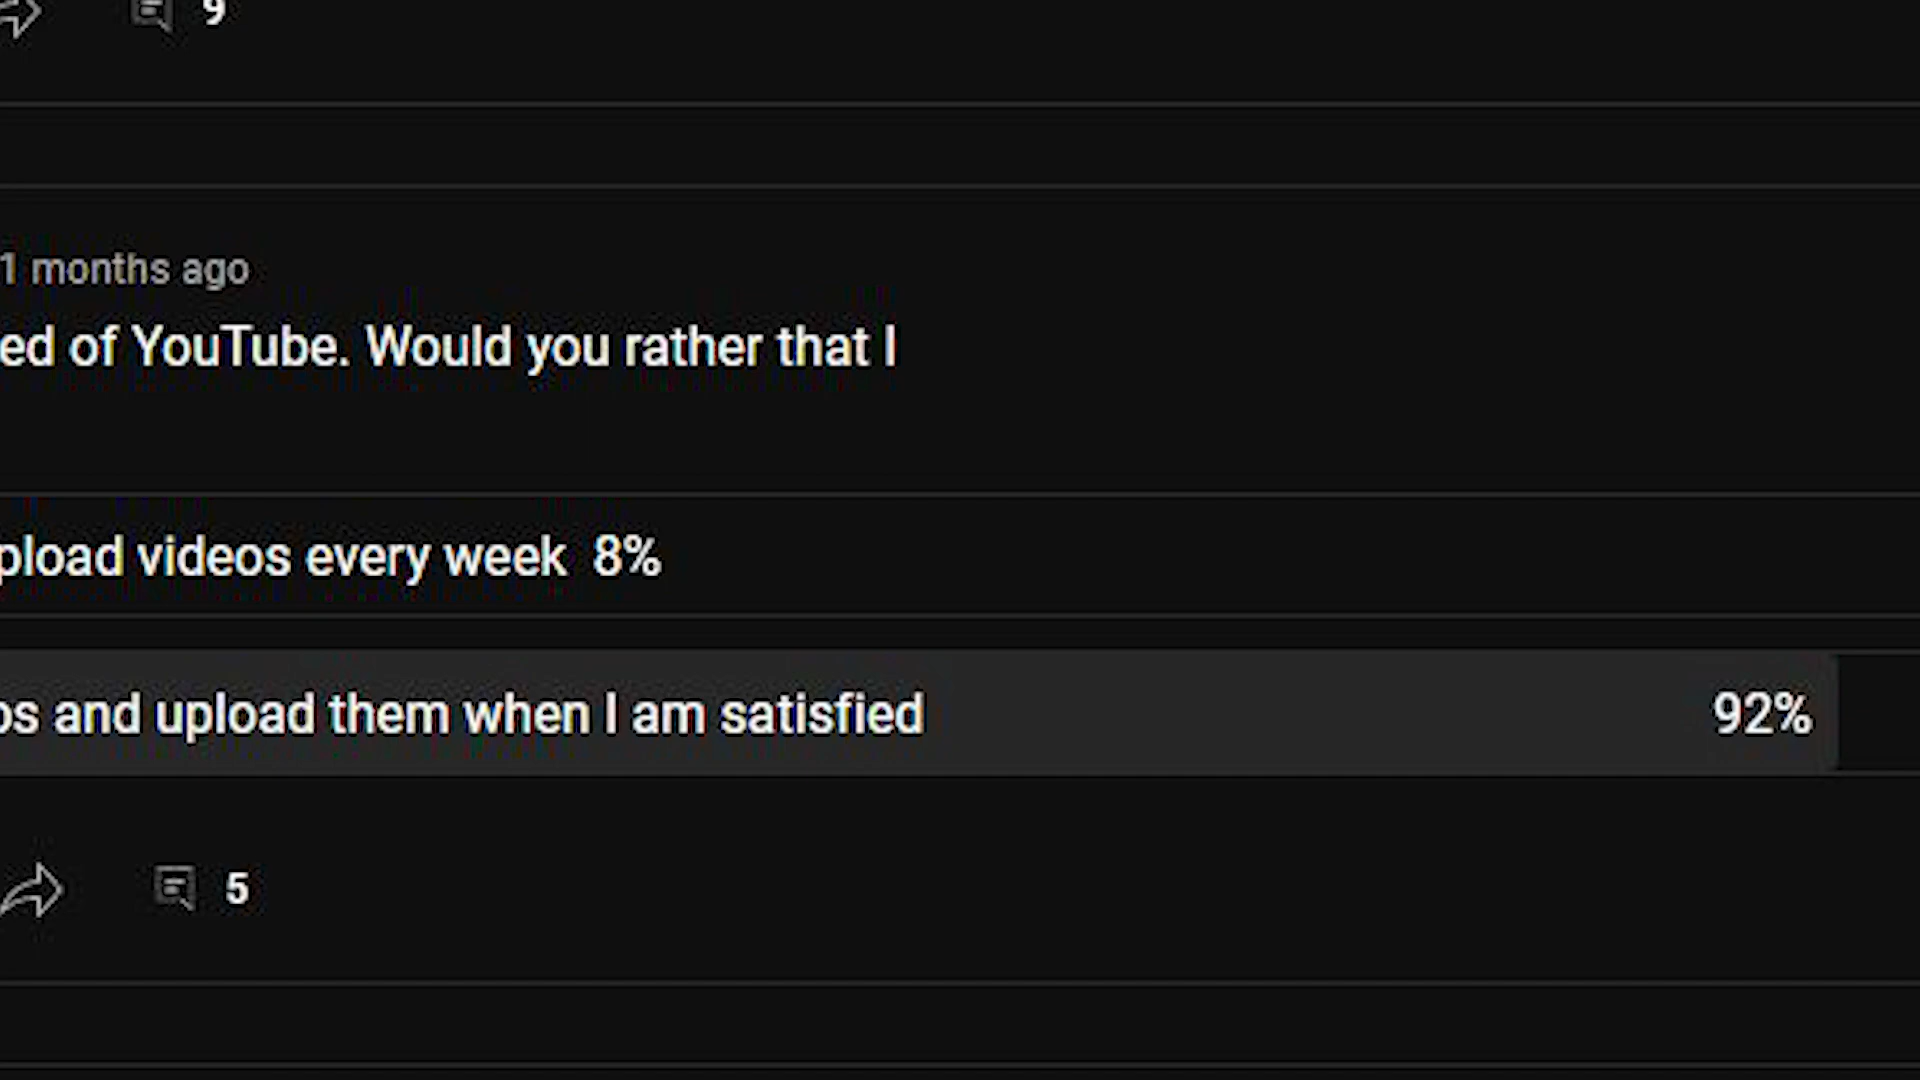 9
1 months ago
ed of YouTube. Would you rather that I
pload videos every week 8%
os and upload them when I am satisfied 92%
5